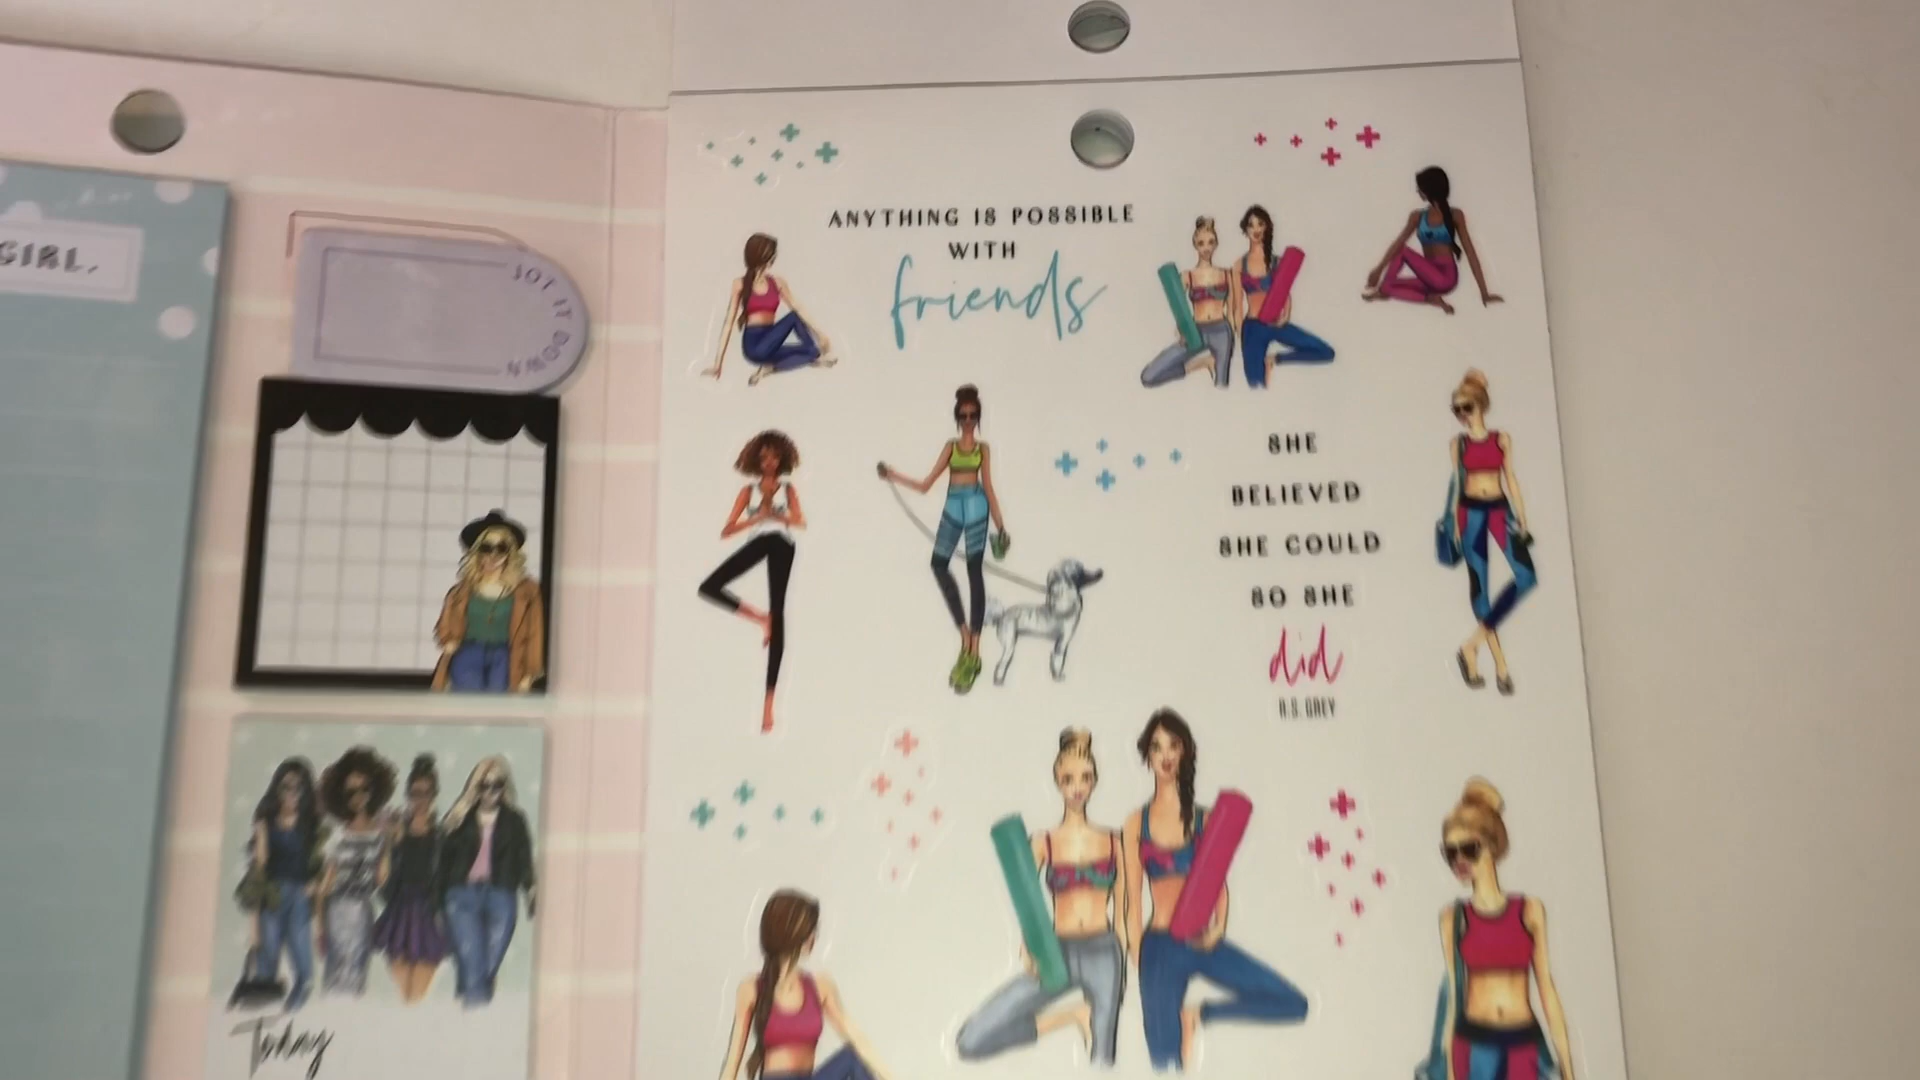 GIRL.
JOT IT DOWN
Today
ANYTHING IS POSSIBLE
WITH
friends
SHE
BELIEVED
SHE COULD
SO SHE
did
R.S. GREY